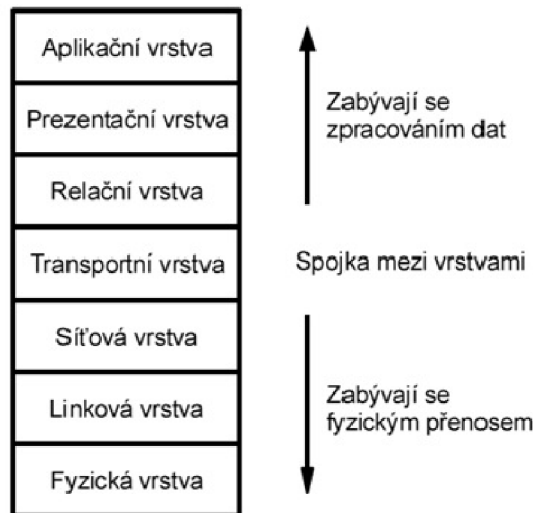 Aplikační vrstva
Prezentační vrstva
Relační vrstva
Transportní vrstva
Síťová vrstva
Linková vrstva
Fyzická vrstva
Zabývají se
zpracováním dat
Spojka mezi vrstvami
Zabývají se
fyzickým přenosem